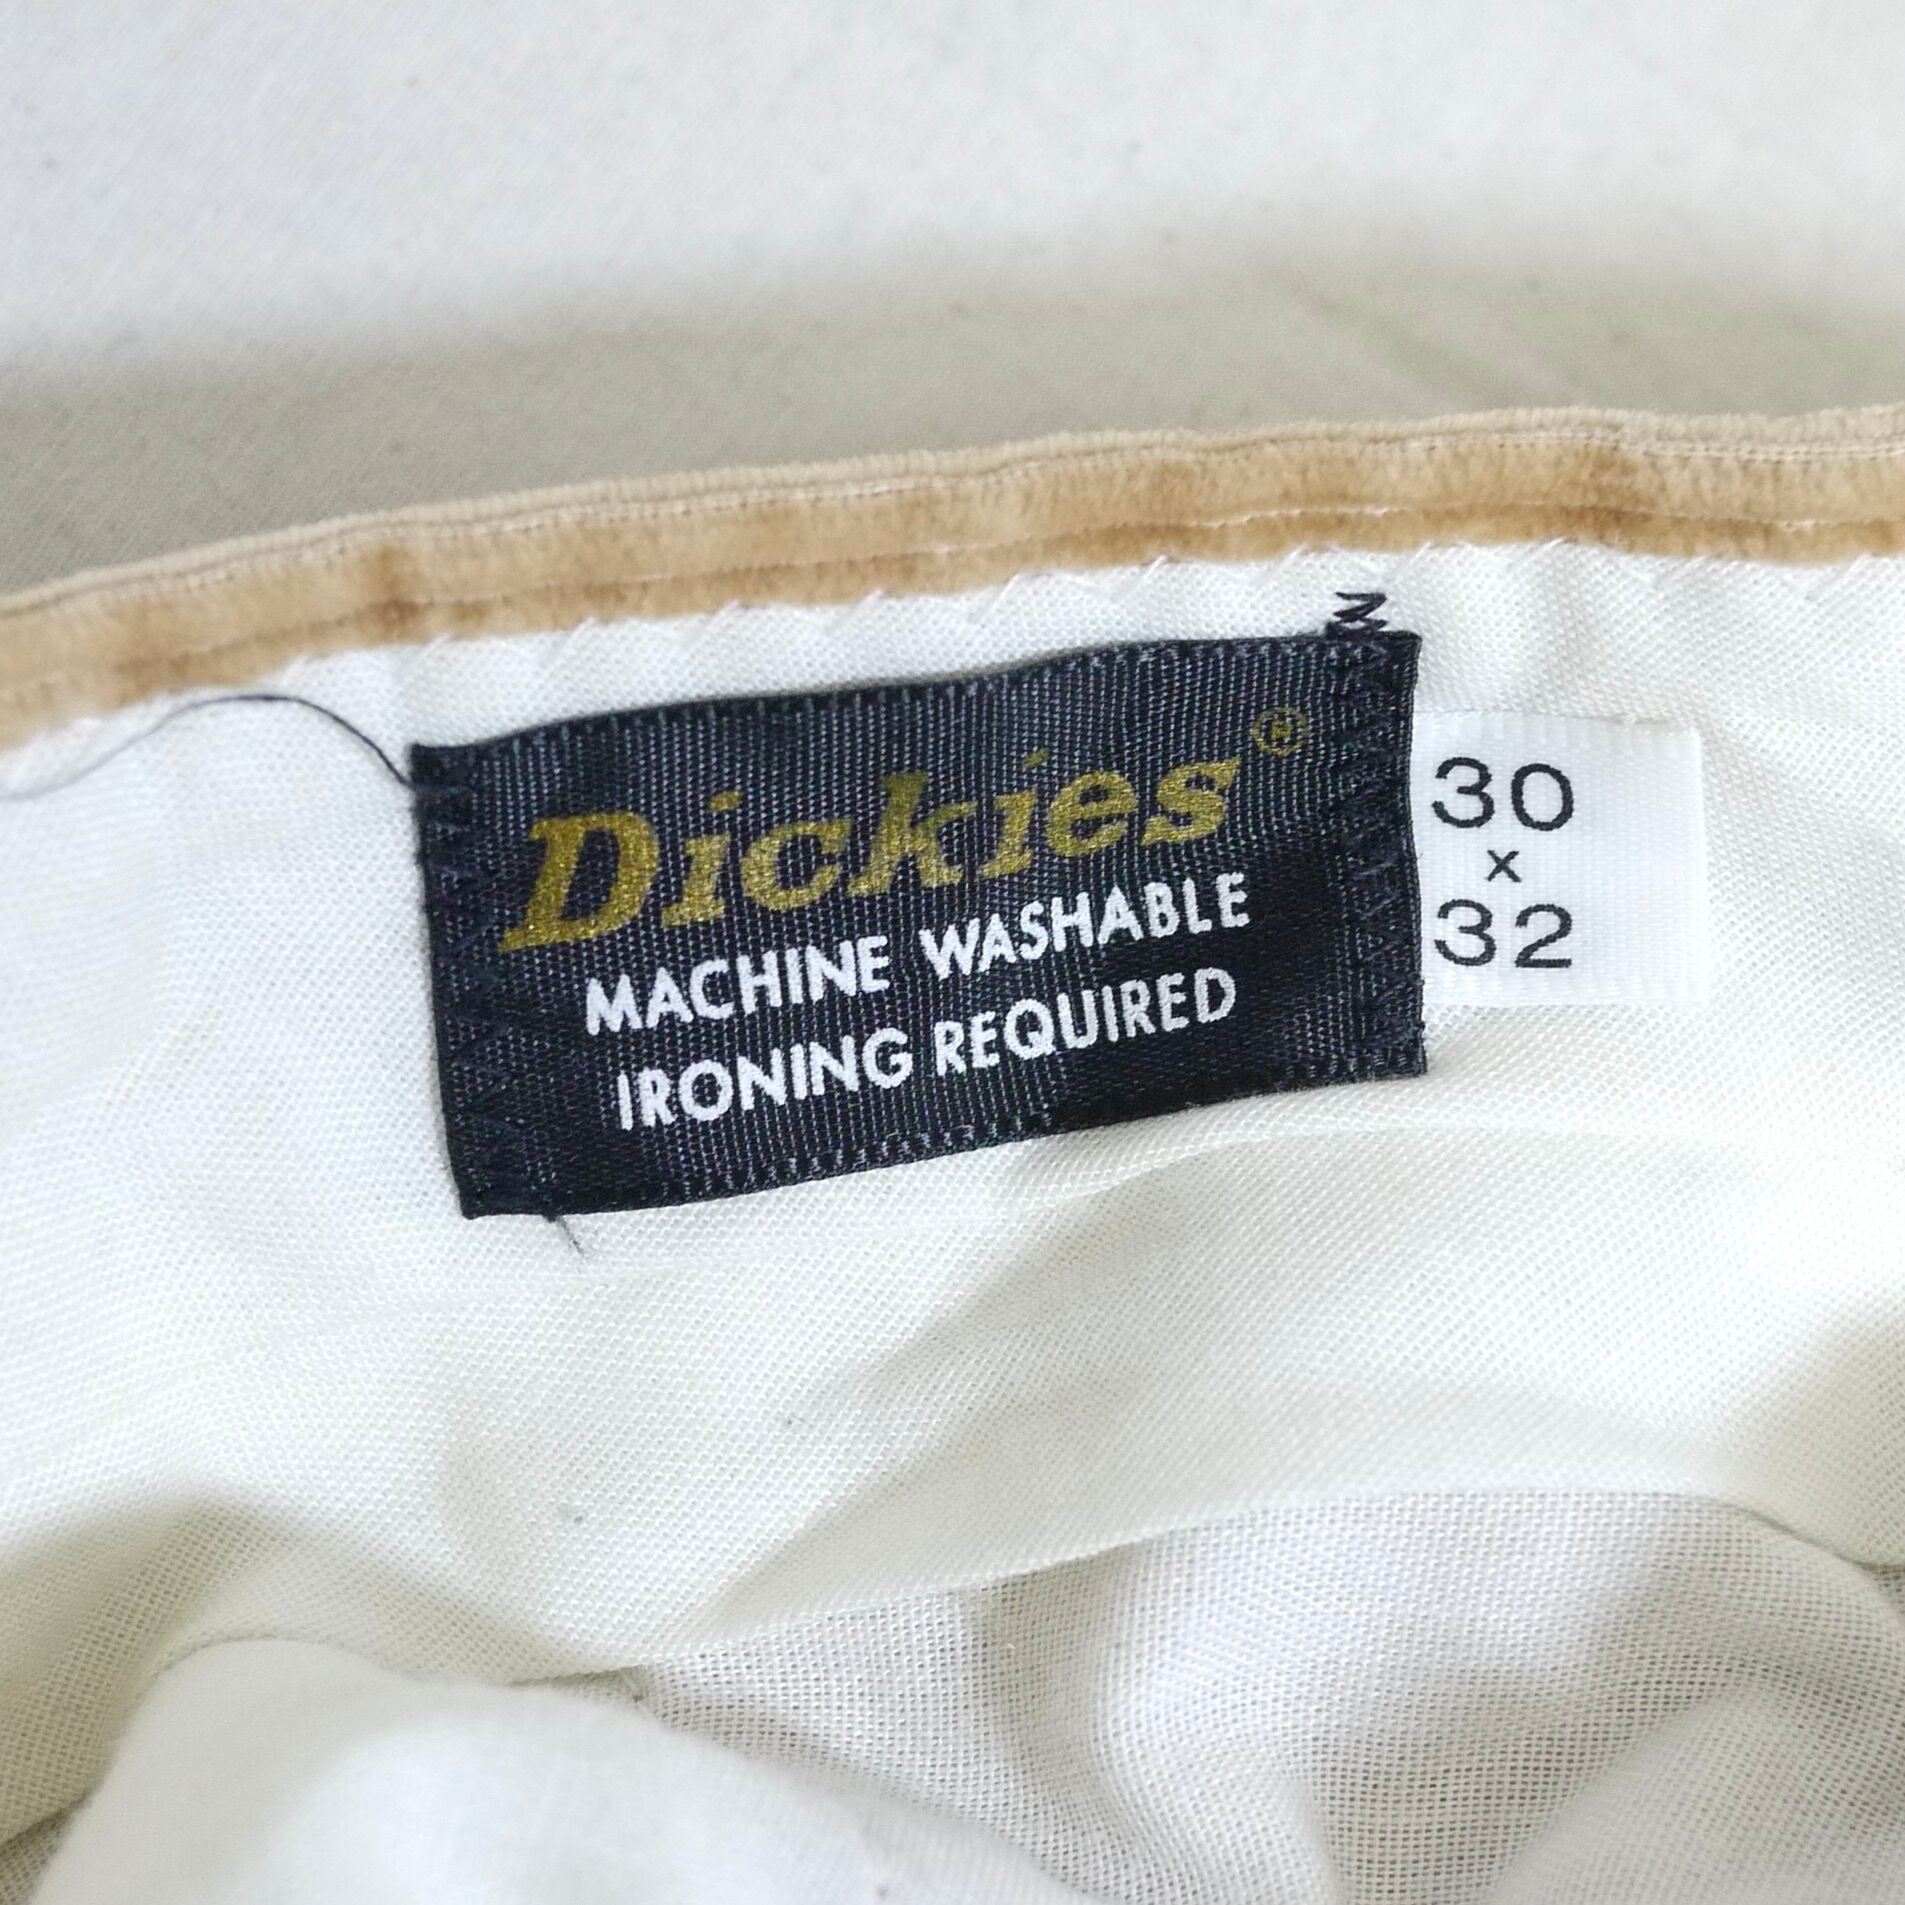 Dickies®
MACHINE WASHABLE
IRONING REQUIRED
30
x
32